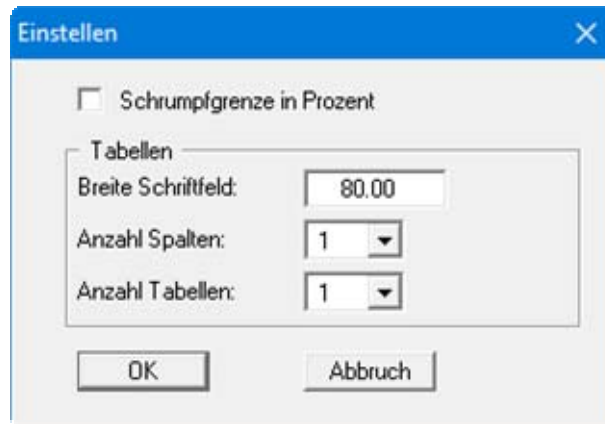 Einstellen
Schrumpfgrenze in Prozent
Tabellen
Breite Schriftfeld: 80.00
Anzahl Spalten: 1
Anzahl Tabellen: 1
OK Abbruch